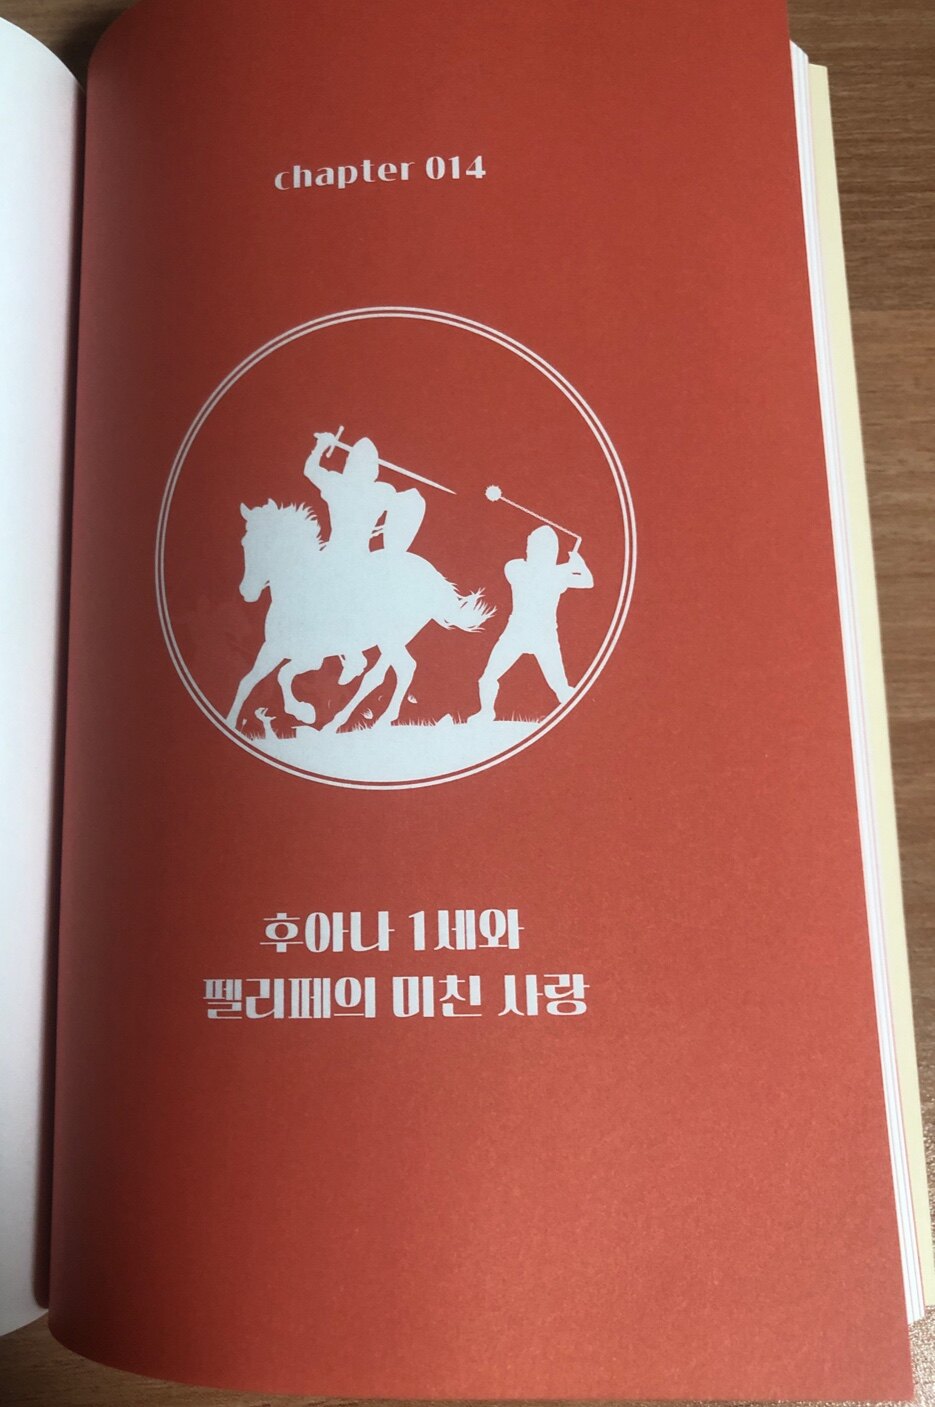 chapter 014
후아나 1세와
펠리페의 미친 사랑